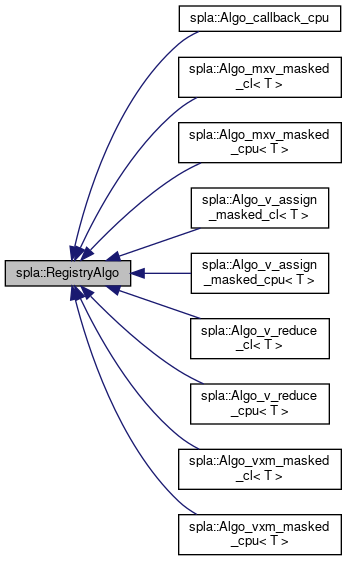 spla::Algo_callback_cpu
spla::Algo_mxv_masked
_cl< T >
spla::Algo_mxv_masked
_cpu< T >
spla::Algo_v_assign
_masked_cl< T >
spla::RegistryAlgo
spla::Algo_v_assign
_masked_cpu< T >
spla::Algo_v_reduce
_cl< T >
spla::Algo_v_reduce
_cpu< T >
spla::Algo_vxm_masked
_cl< T >
spla::Algo_vxm_masked
_cpu< T >